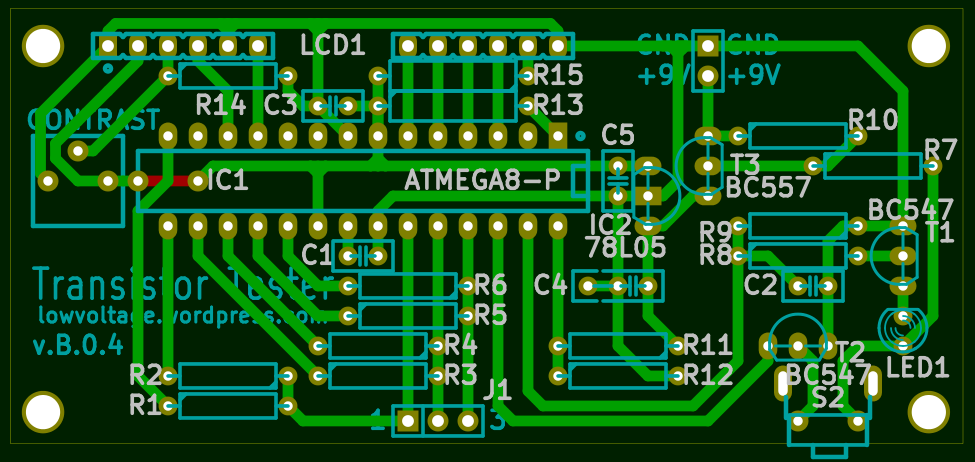 LCD1
GND GND
+9V +9V
R15
R14
C3
R13
CONTRAST
C5
R10
R7
T3
BC557
IC1
ATMEGA8-P
IC2
78L05
BC547
T1
R9
R8
C1
Transistor Tester
R6
C4
C2
lowvoltage.wordpress.com
R5
v.B.0.4
R4
R11
T2
LED1
R2
R3
R12
BC547
S2
R1
J1
1 3